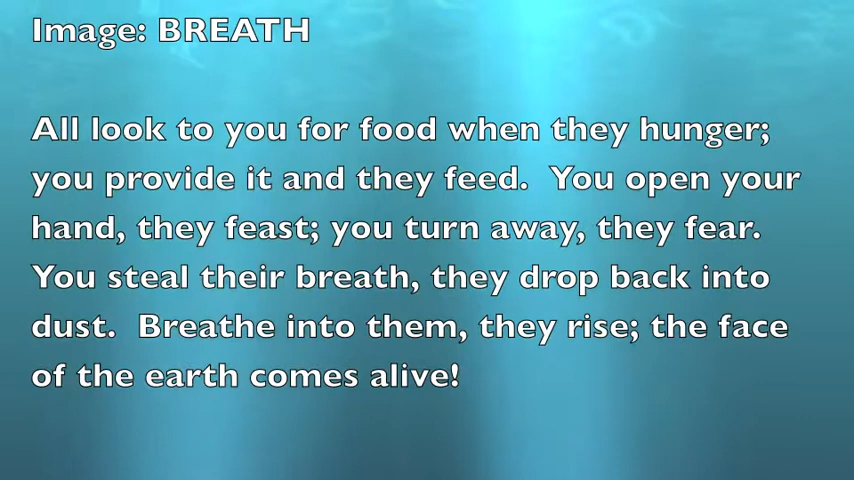 Image: BREATH
All look to you for food when they hunger;
you provide it and they feed.  You open your
hand, they feast; you turn away, they fear.
You steal their breath, they drop back into
dust.  Breathe into them, they rise; the face
of the earth comes alive!